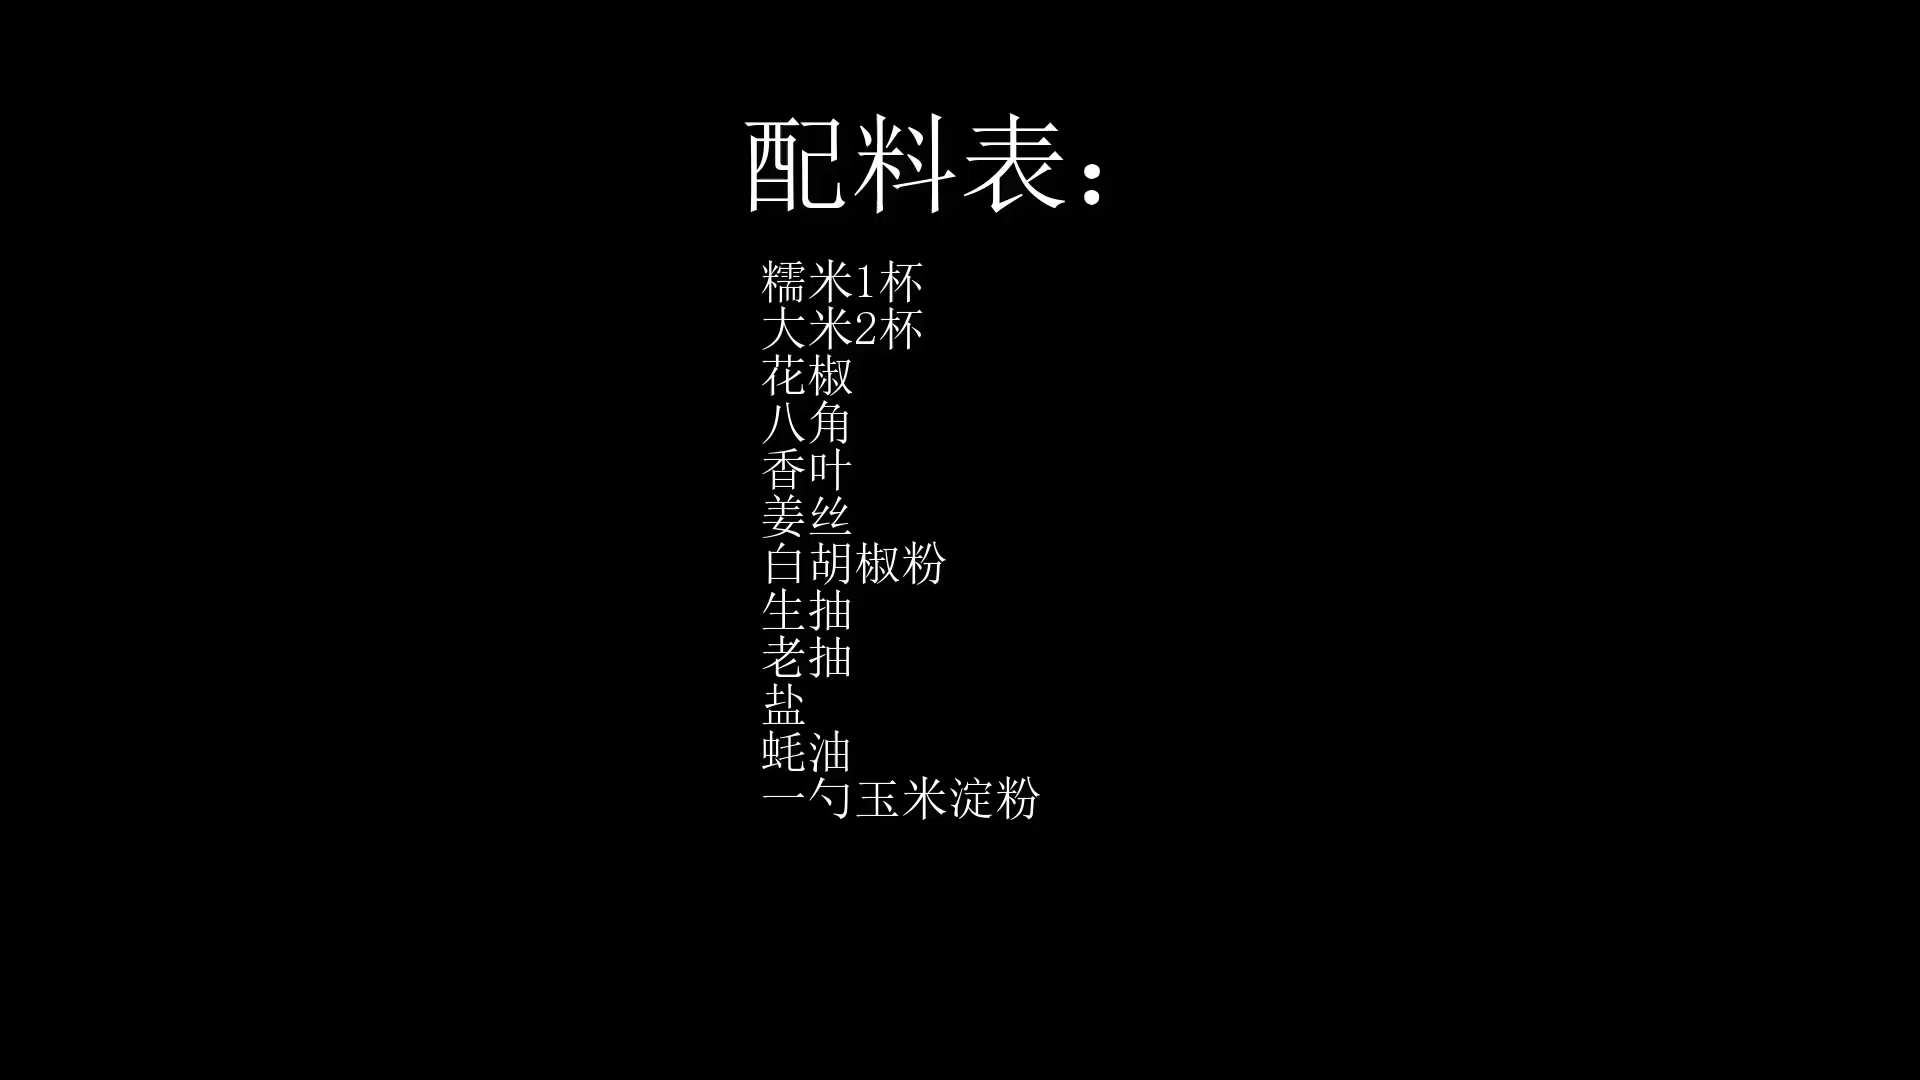 配料表：
糯米1杯
大米2杯
花椒
八角
香叶
姜丝
白胡椒粉
生抽
老抽
盐
蚝油
一勺玉米淀粉